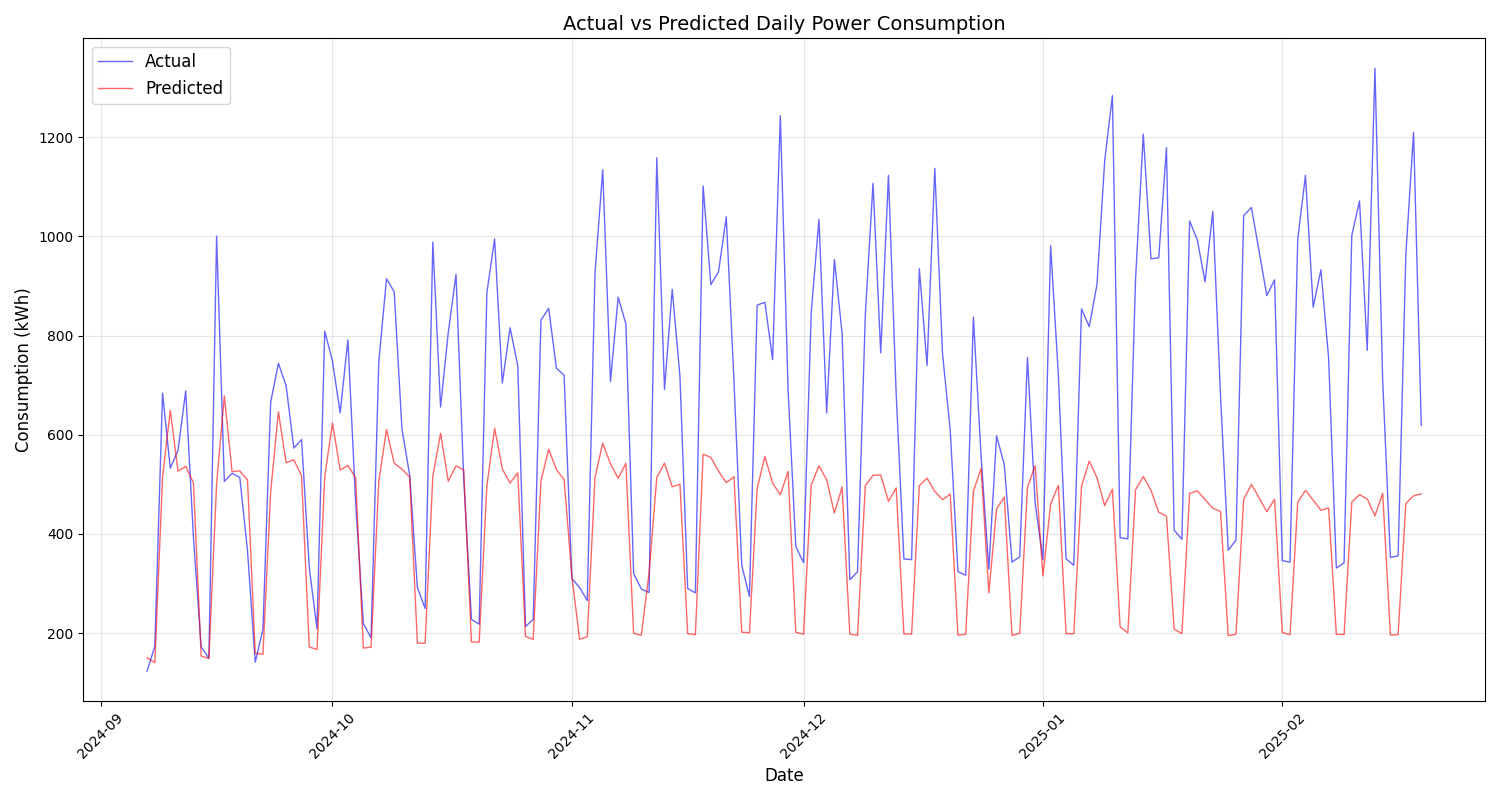 Actual vs Predicted Daily Power Consumption
Actual
Predicted
Consumption (kWh)
1200
1000
800
600
400
200
2024-09
2024-10
2024-11
2024-12
2025-01
2025-02
Date